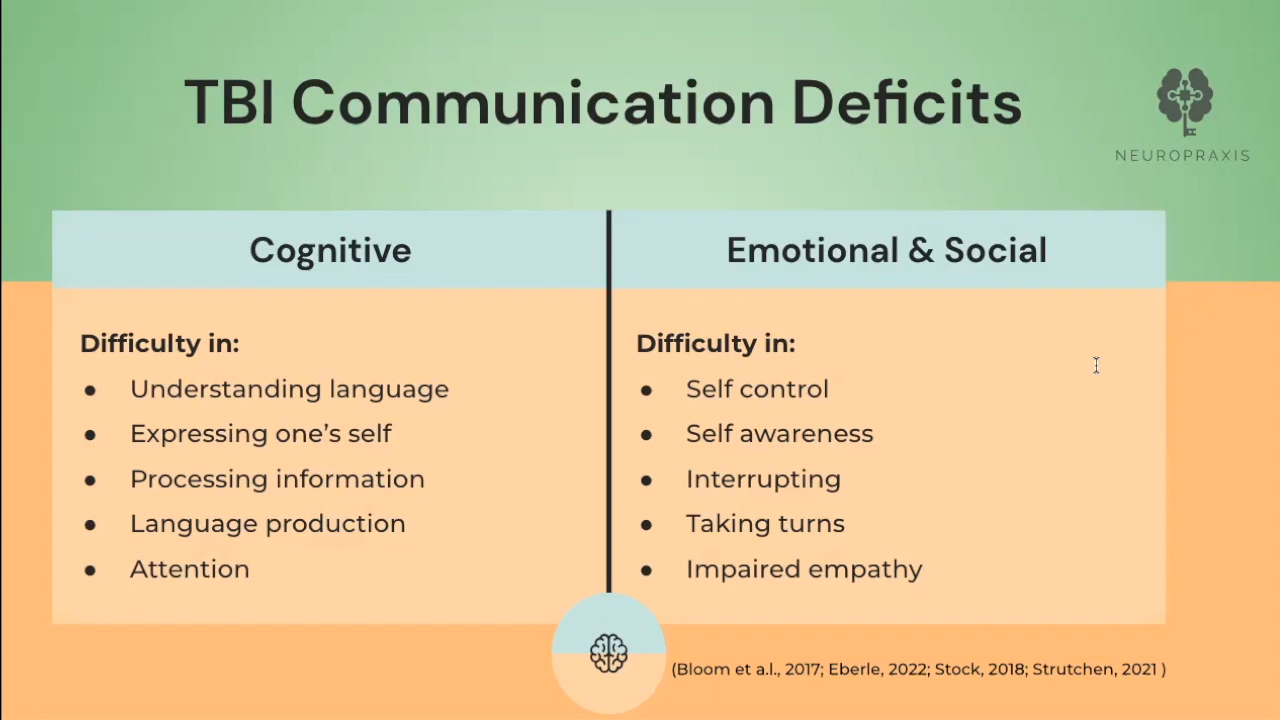 TBI Communication Deficits
NEUROPRAXIS
Cognitive
Difficulty in:
● Understanding language
● Expressing one’s self
● Processing information
● Language production
● Attention
Emotional & Social
Difficulty in:
● Self control
● Self awareness
● Interrupting
● Taking turns
● Impaired empathy
(Bloom et a.l., 2017; Eberle, 2022; Stock, 2018; Strutchen, 2021 )